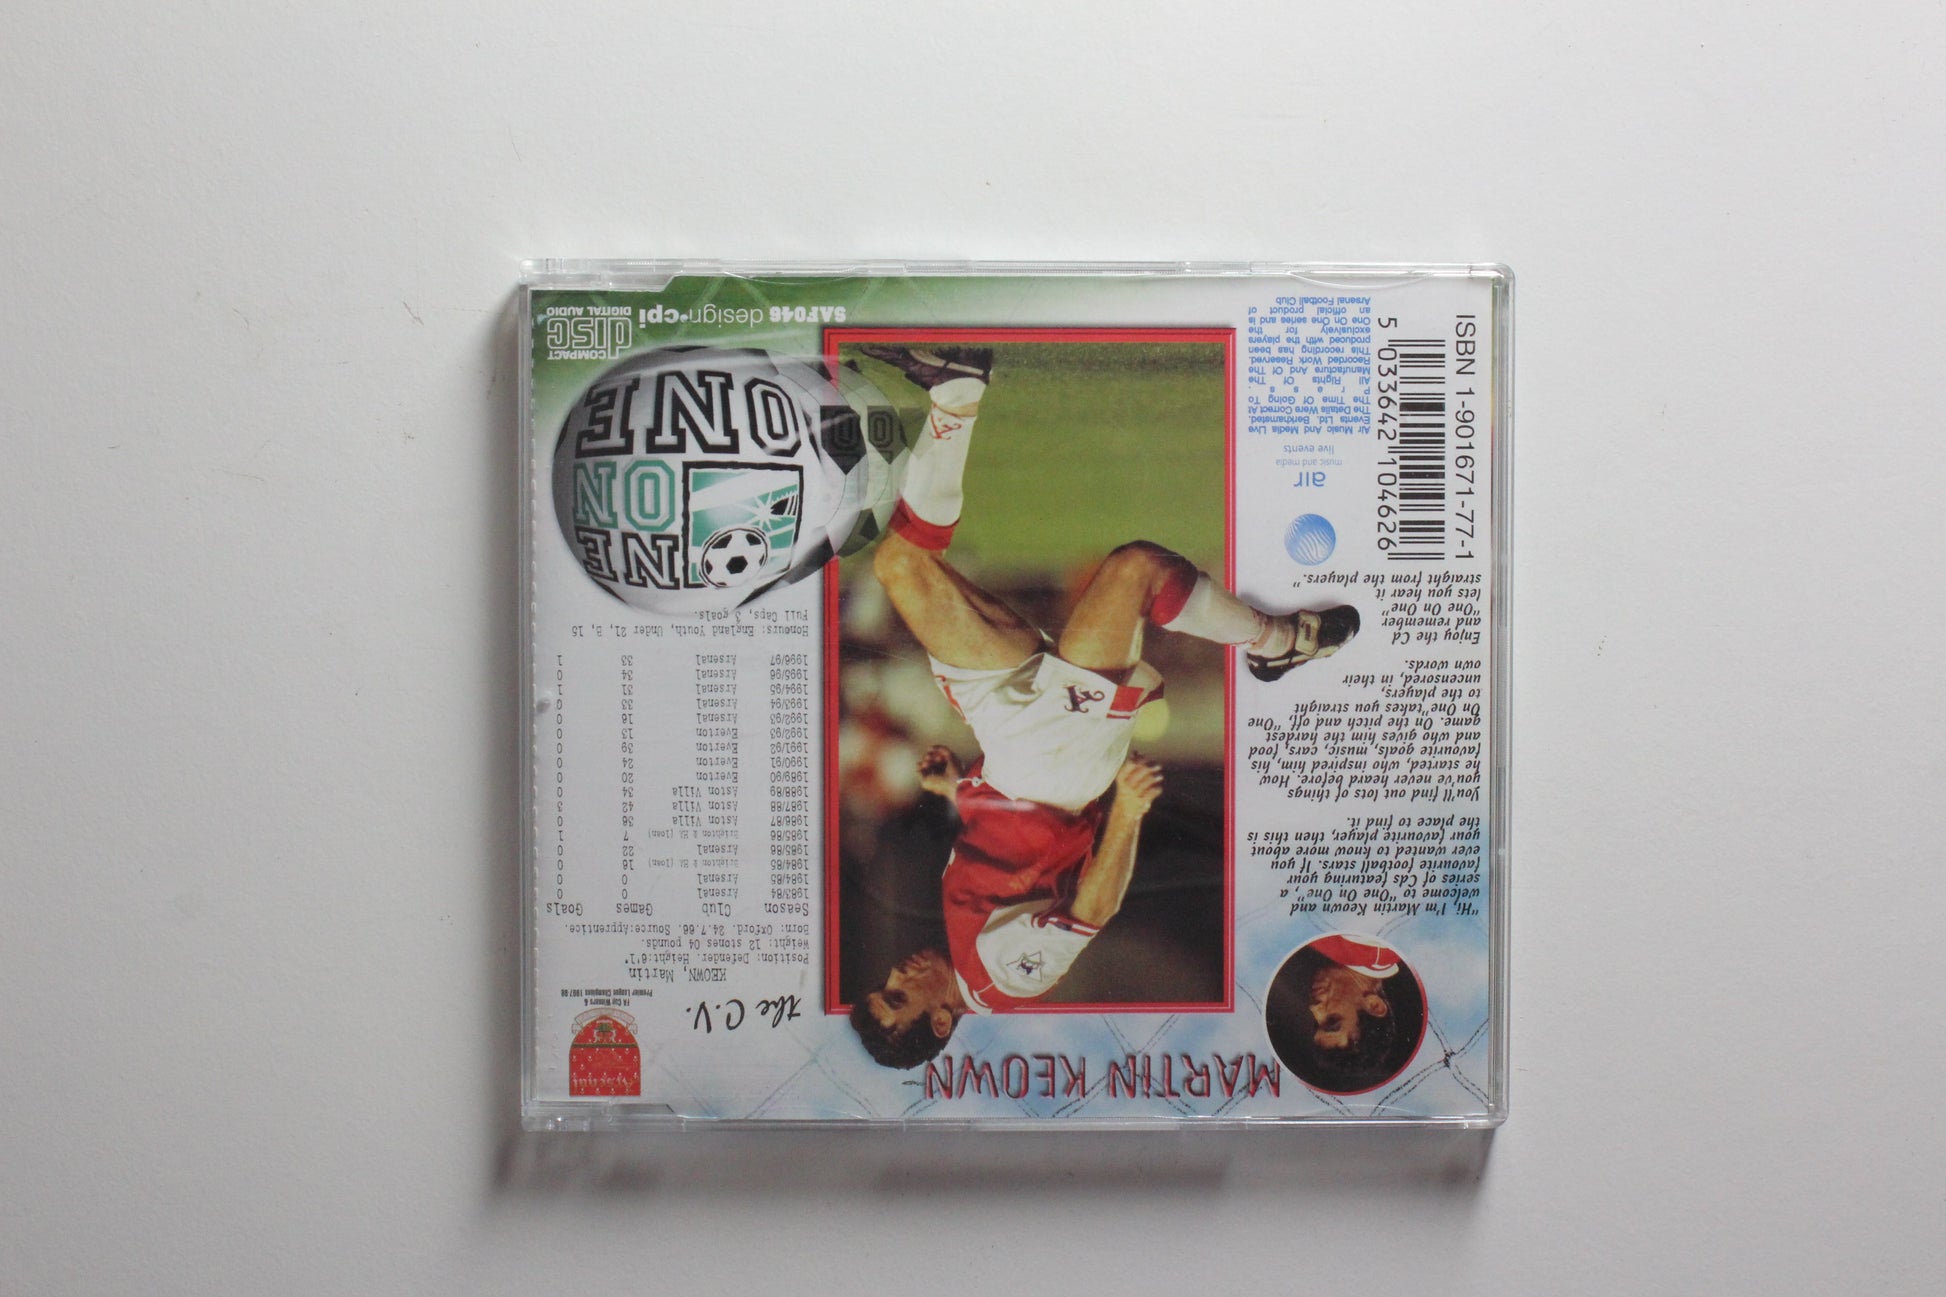 MARTIN KEOWN
"Hi, I'm Martin Keown and
welcome to "One On One", a
series of Cds featuring your
favourite football stars. If you
ever wanted to know more about
your favourite player, then this is
the place to find it.
You'll find out lots of things
you've never heard before. How
he started, who inspired him, his
favourite goals, music, cars, food
and who gives him the hardest
game. On the pitch and off, "One
On One"takes you straight
to the players,
uncensored, in their
own words.
Enjoy the Cd
and remember
"One On One"
lets you hear it
straight from the players."
air
music and media
live events
Air Music And Media Live
Events Ltd. Berkhamsted.
The Details Were Correct At
The Time Of Going To
Press.
All Rights Of The
Manufacture And Of The
Recorded Work Reserved.
This recording has been
produced with the players
exclusively for the
One On One series and is
an official product of
Arsenal Football Club
ISBN 1-901671-77-1
5 033642 104626
Arsenal
FA Cup Winners &
Premier League Champions 1997/98
the C.V.
KEOWN, Martin
Position: Defender. Height:6'1"
Weight: 12 stones 04 pounds.
Born: Oxford. 24.7.66. Source:Apprentice.
Season Club Games Goals
1983/84 Arsenal 0 0
1984/85 Arsenal 0 0
1984/85 Brighton & HA (loan) 16 0
1985/86 Arsenal 22 0
1985/86 Brighton & HA (loan) 7 1
1986/87 Aston Villa 36 0
1987/88 Aston Villa 42 3
1988/89 Aston Villa 34 0
1989/90 Everton 20 0
1990/91 Everton 24 0
1991/92 Everton 39 0
1992/93 Everton 13 0
1992/93 Arsenal 16 0
1993/94 Arsenal 33 0
1994/95 Arsenal 31 1
1995/96 Arsenal 34 0
1996/97 Arsenal 33 1
Honours: England Youth, Under 21, B, 15
Full Caps, 3 goals.
ONE
ON
ONE
SAF046 design•cpi
COMPACT
disc
DIGITAL AUDIO